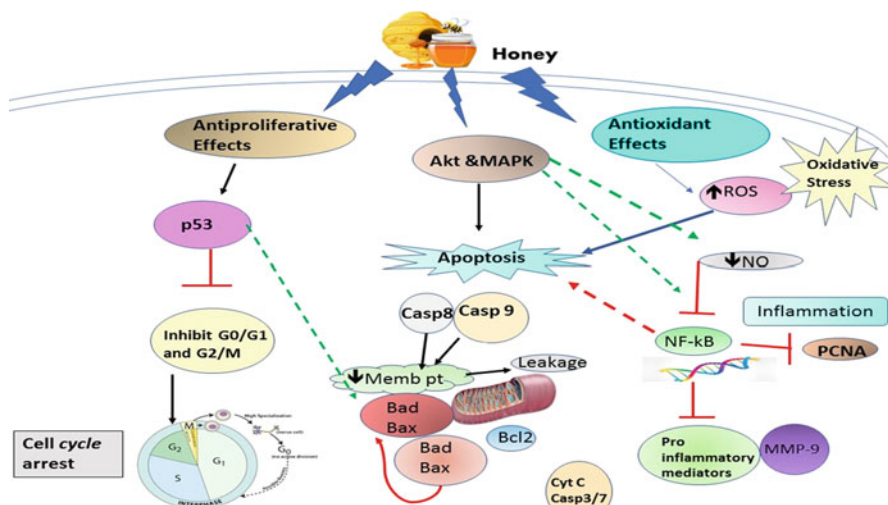 Honey
Antiproliferative
Effects
Akt &MAPK
Antioxidant
Effects
Oxidative
Stress
ROS
p53
Apoptosis
NO
Inflammation
Casp8
Casp 9
NF-kB
PCNA
Inhibit G0/G1
and G2/M
Memb pt
Leakage
Bad
Bax
Bcl2
Bad
Bax
Pro
inflammatory
mediators
MMP-9
Cyt C
Casp3/7
Cell cycle
arrest
M
G2
G1
S
G0
INTERPHASE